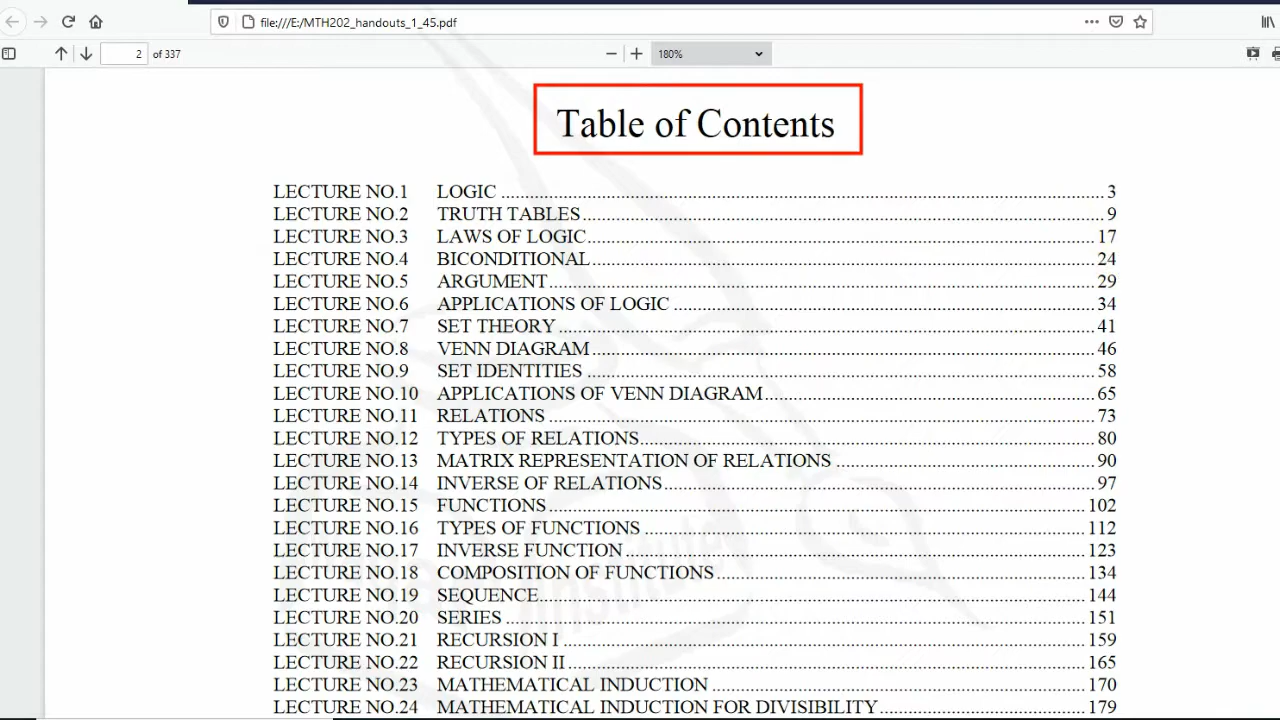 file:///E:/MTH202_handouts_1_45.pdf
2 of 337
180%
Table of Contents
LECTURE NO.1 LOGIC ........ 3
LECTURE NO.2 TRUTH TABLES ........ 9
LECTURE NO.3 LAWS OF LOGIC ........ 17
LECTURE NO.4 BICONDITIONAL ........ 24
LECTURE NO.5 ARGUMENT ........ 29
LECTURE NO.6 APPLICATIONS OF LOGIC ........ 34
LECTURE NO.7 SET THEORY ........ 41
LECTURE NO.8 VENN DIAGRAM ........ 46
LECTURE NO.9 SET IDENTITIES ........ 58
LECTURE NO.10 APPLICATIONS OF VENN DIAGRAM ........ 65
LECTURE NO.11 RELATIONS ........ 73
LECTURE NO.12 TYPES OF RELATIONS ........ 80
LECTURE NO.13 MATRIX REPRESENTATION OF RELATIONS ........ 90
LECTURE NO.14 INVERSE OF RELATIONS ........ 97
LECTURE NO.15 FUNCTIONS ........ 102
LECTURE NO.16 TYPES OF FUNCTIONS ........ 112
LECTURE NO.17 INVERSE FUNCTION ........ 123
LECTURE NO.18 COMPOSITION OF FUNCTIONS ........ 134
LECTURE NO.19 SEQUENCE ........ 144
LECTURE NO.20 SERIES ........ 151
LECTURE NO.21 RECURSION I ........ 159
LECTURE NO.22 RECURSION II ........ 165
LECTURE NO.23 MATHEMATICAL INDUCTION ........ 170
LECTURE NO.24 MATHEMATICAL INDUCTION FOR DIVISIBILITY ........ 179